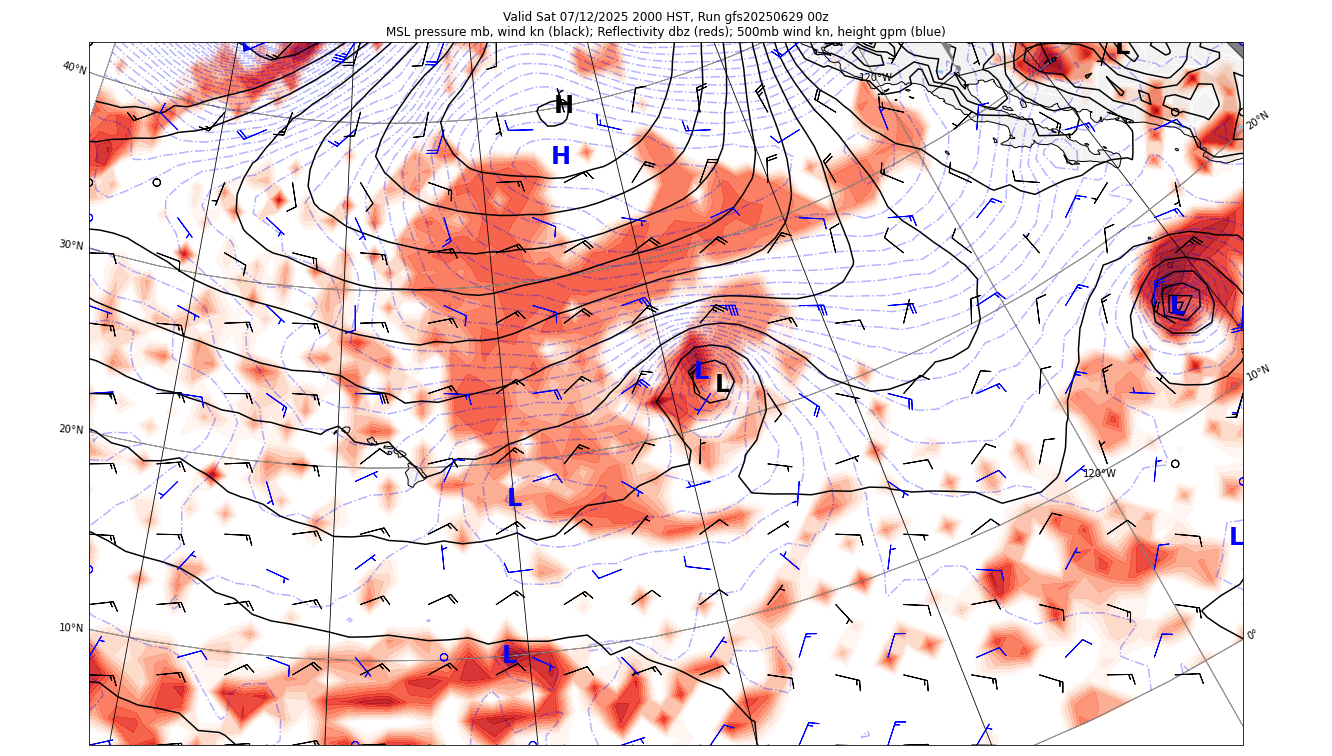 Valid Sat 07/12/2025 2000 HST, Run gfs20250629 00z
MSL pressure mb, wind kn (black); Reflectivity dbz (reds); 500mb wind kn, height gpm (blue)
L
40°N
120°W
H
20°N
H
30°N
L
L
L
10°N
20°N
120°W
L
L
10°N
0°
L